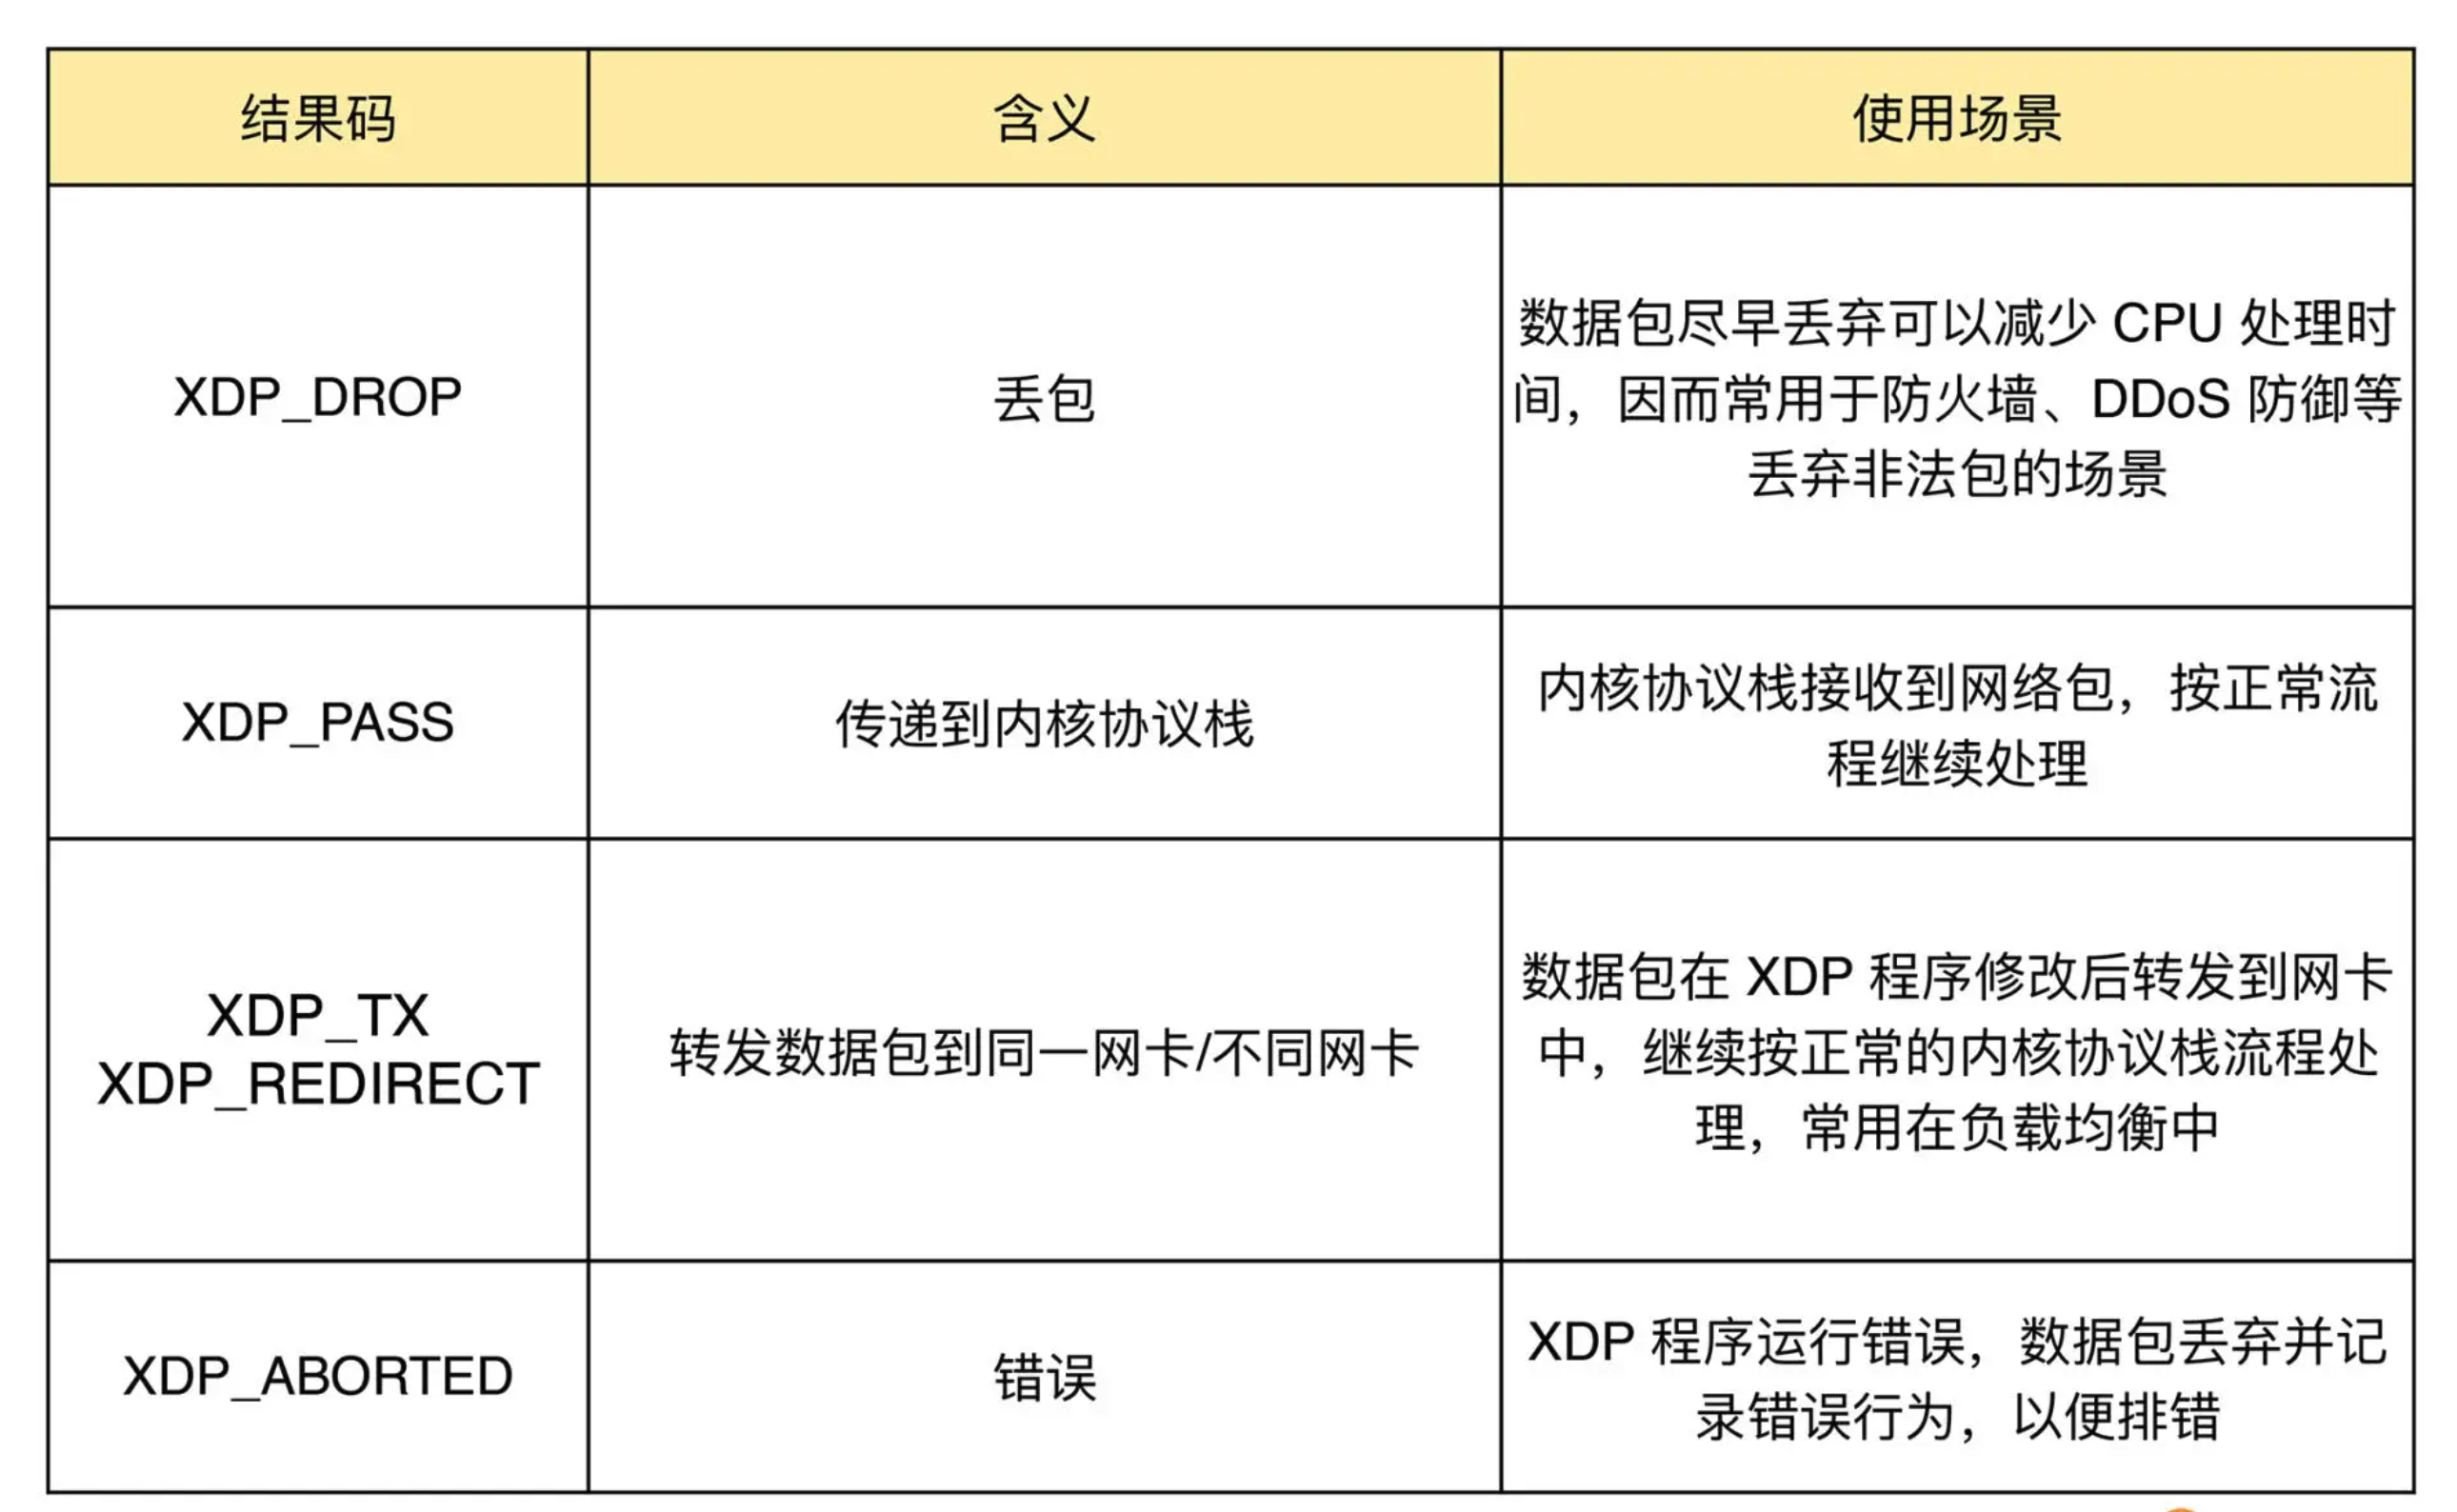 结果码
含义
使用场景
XDP_DROP
丢包
数据包尽早丢弃可以减少 CPU 处理时
间，因而常用于防火墙、DDoS 防御等
丢弃非法包的场景
XDP_PASS
传递到内核协议栈
内核协议栈接收到网络包，按正常流
程继续处理
XDP_TX
XDP_REDIRECT
转发数据包到同一网卡/不同网卡
数据包在 XDP 程序修改后转发到网卡
中，继续按正常的内核协议栈流程处
理，常用在负载均衡中
XDP_ABORTED
错误
XDP 程序运行错误，数据包丢弃并记
录错误行为，以便排错